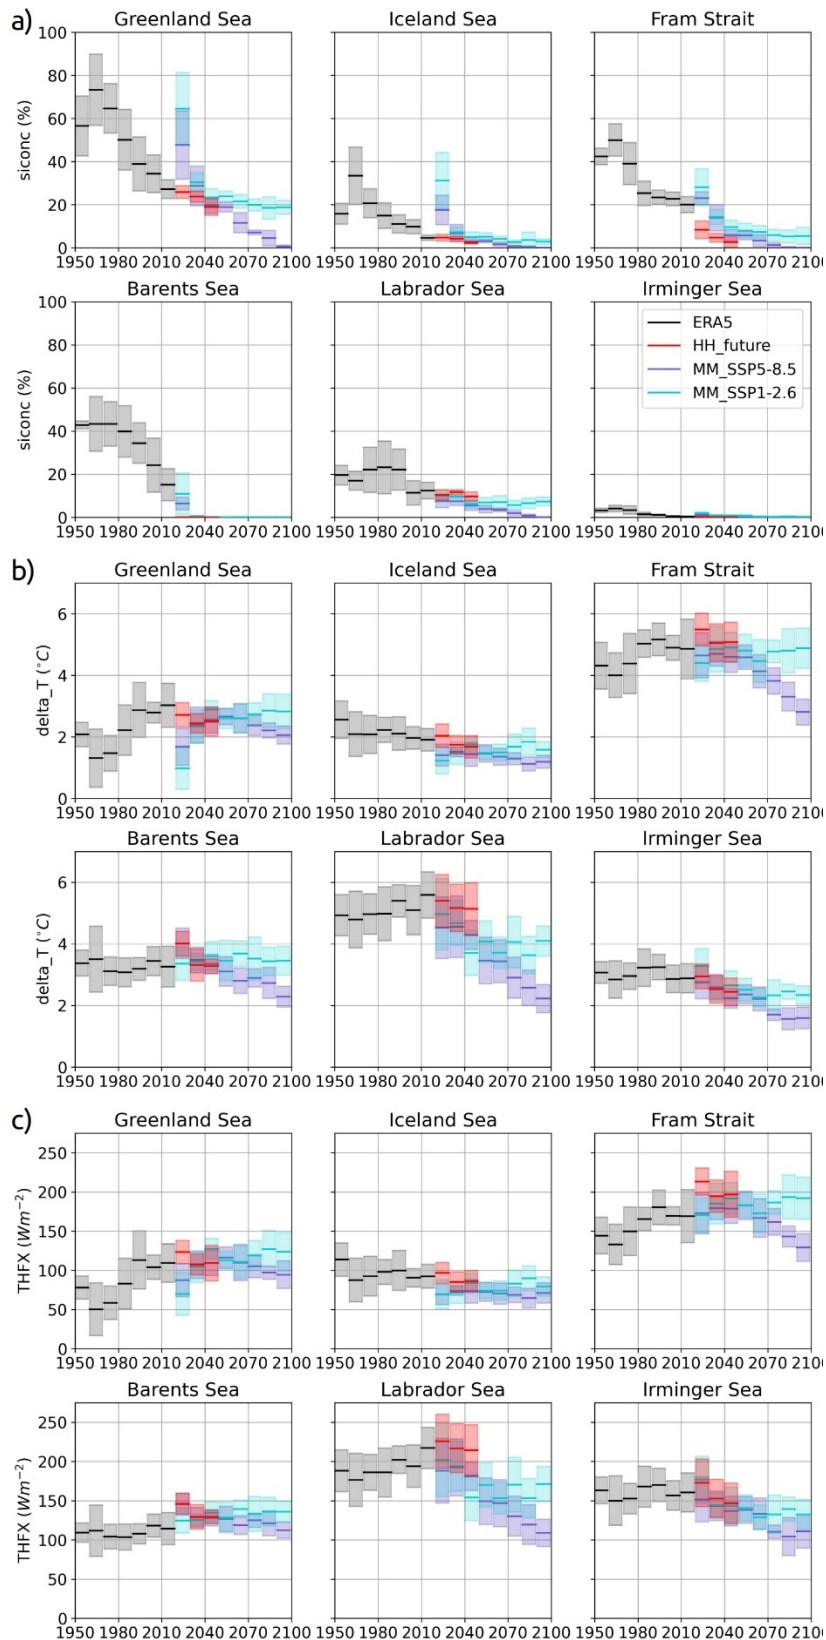 a)
Greenland Sea Iceland Sea Fram Strait
siconc (%)
100 80 60 40 20 0
1950 1980 2010 2040 2070 2100 1950 1980 2010 2040 2070 2100 1950 1980 2010 2040 2070 2100
Barents Sea Labrador Sea Irminger Sea
siconc (%)
100 80 60 40 20 0
ERA5
HH_future
MM_SSP5-8.5
MM_SSP1-2.6
1950 1980 2010 2040 2070 2100 1950 1980 2010 2040 2070 2100 1950 1980 2010 2040 2070 2100
b)
Greenland Sea Iceland Sea Fram Strait
delta_T (°C)
6 4 2 0
1950 1980 2010 2040 2070 2100 1950 1980 2010 2040 2070 2100 1950 1980 2010 2040 2070 2100
Barents Sea Labrador Sea Irminger Sea
delta_T (°C)
6 4 2 0
1950 1980 2010 2040 2070 2100 1950 1980 2010 2040 2070 2100 1950 1980 2010 2040 2070 2100
c)
Greenland Sea Iceland Sea Fram Strait
THFX (Wm⁻²)
250 200 150 100 50 0
1950 1980 2010 2040 2070 2100 1950 1980 2010 2040 2070 2100 1950 1980 2010 2040 2070 2100
Barents Sea Labrador Sea Irminger Sea
THFX (Wm⁻²)
250 200 150 100 50 0
1950 1980 2010 2040 2070 2100 1950 1980 2010 2040 2070 2100 1950 1980 2010 2040 2070 2100